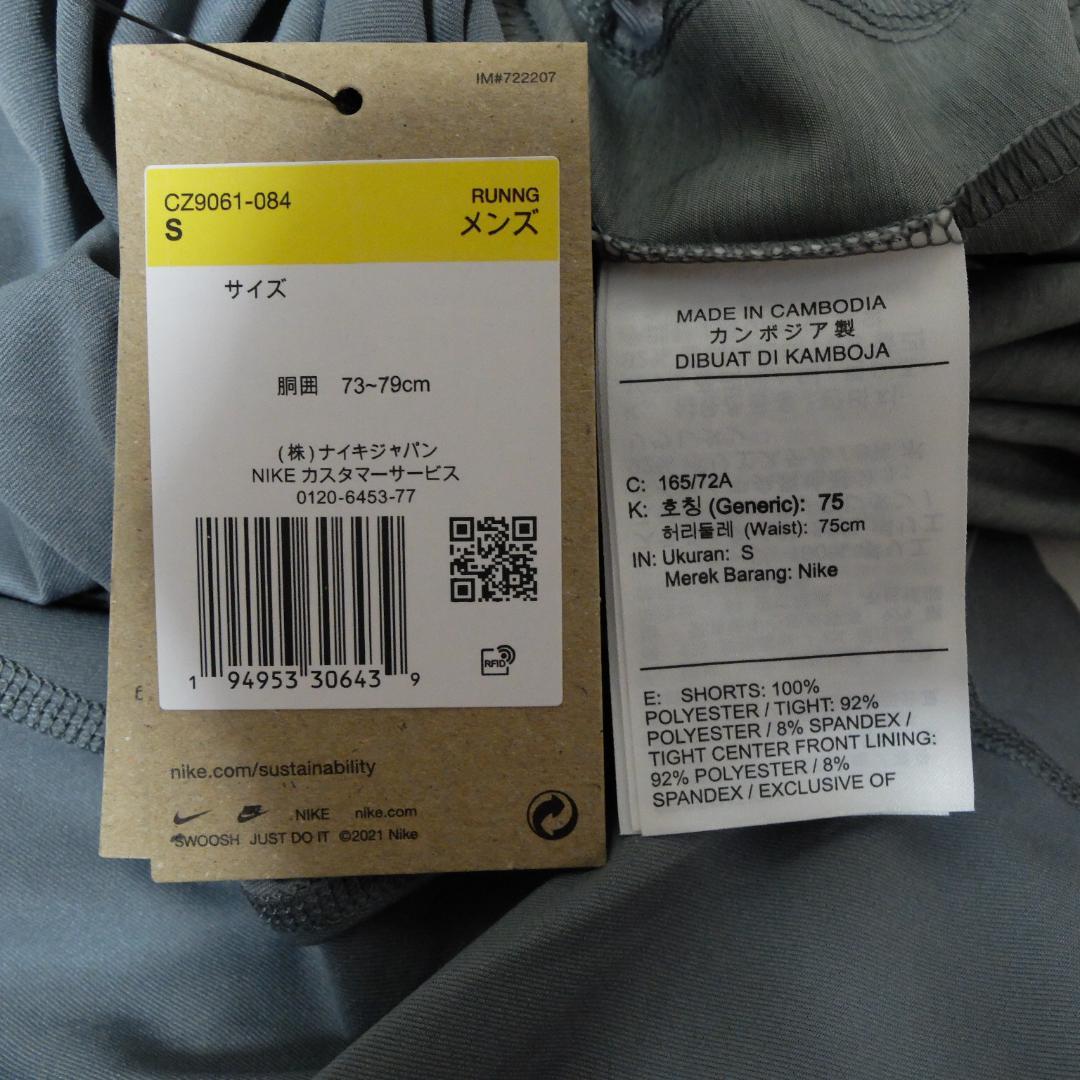 IM#722207
CZ9061-084
RUNNG
S
メンズ
サイズ
胴囲 73~79cm
(株)ナイキジャパン
NIKE カスタマーサービス
0120-6453-77
RFID
1 94953 30643 9
nike.com/sustainability
NIKE nike.com
SWOOSH JUST DO IT ©2021 Nike
MADE IN CAMBODIA
カンボジア製
DIBUAT DI KAMBOJA
C: 165/72A
K: 호칭 (Generic): 75
허리둘레 (Waist): 75cm
IN: Ukuran: S
Merek Barang: Nike
E: SHORTS: 100%
POLYESTER / TIGHT: 92%
POLYESTER / 8% SPANDEX /
TIGHT CENTER FRONT LINING:
92% POLYESTER / 8%
SPANDEX / EXCLUSIVE OF